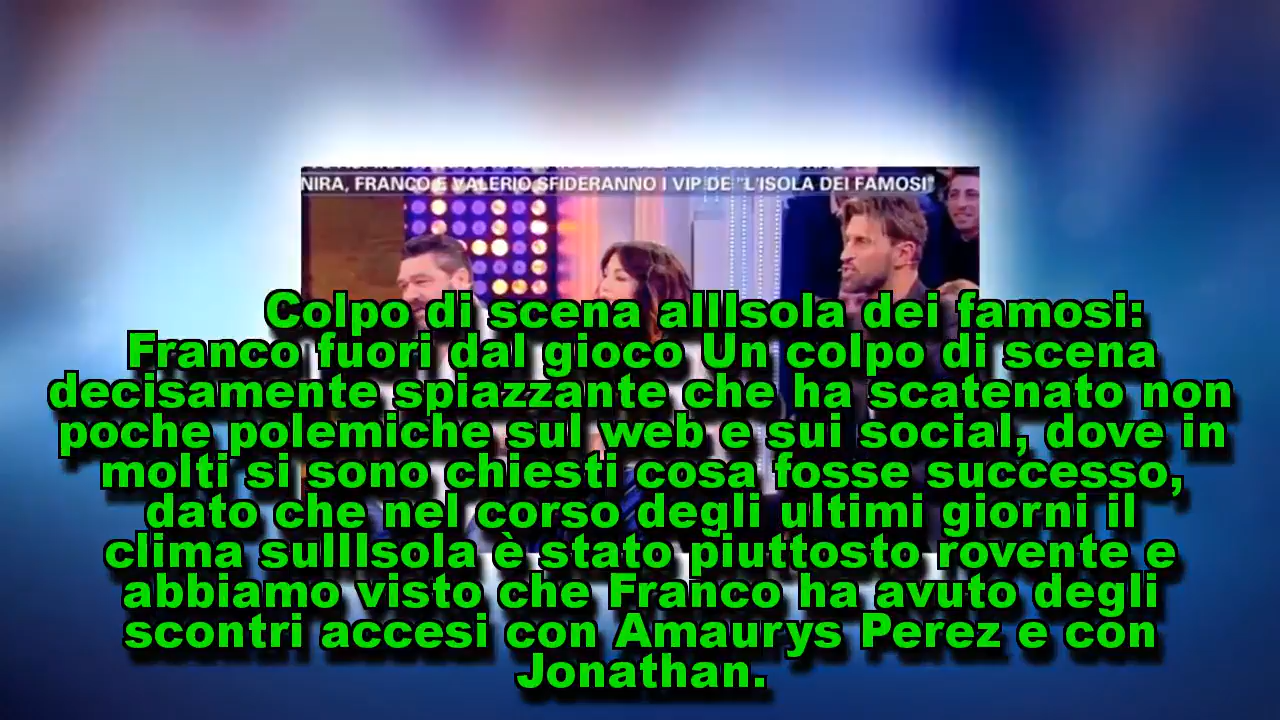 NIRA, FRANCO E VALERIO SFIDERANNO I VIP DE "L'ISOLA DEI FAMOSI"
Colpo di scena allIsola dei famosi:
Franco fuori dal gioco Un colpo di scena
decisamente spiazzante che ha scatenato non
poche polemiche sul web e sui social, dove in
molti si sono chiesti cosa fosse successo,
dato che nel corso degli ultimi giorni il
clima sullIsola è stato piuttosto rovente e
abbiamo visto che Franco ha avuto degli
scontri accesi con Amaurys Perez e con
Jonathan.